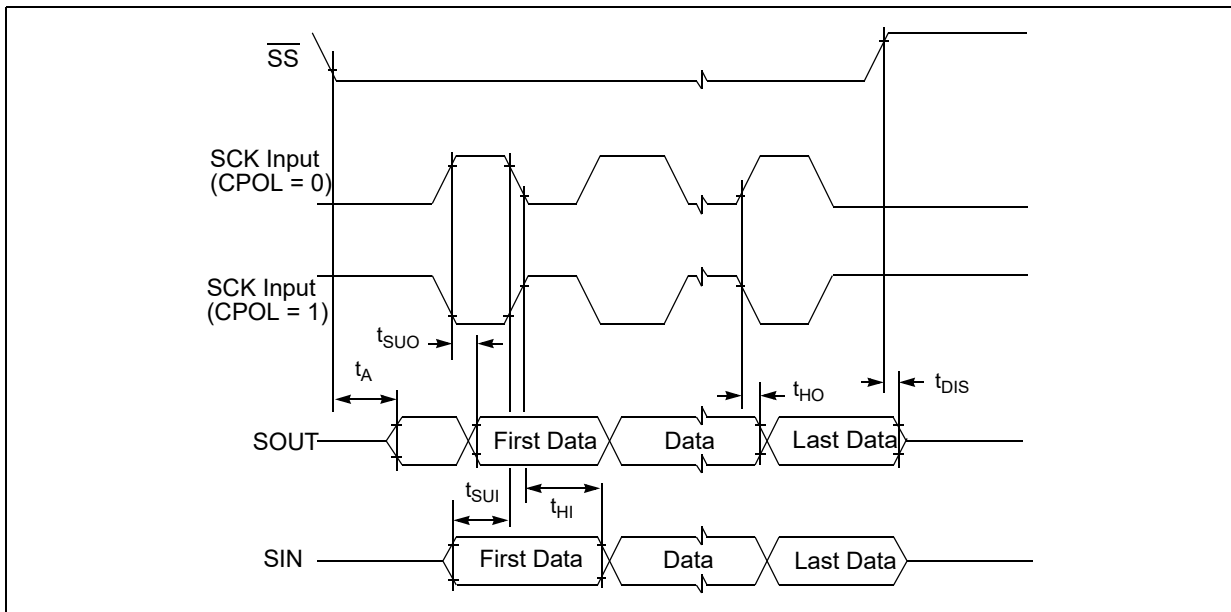 SS
SCK Input
(CPOL = 0)
SCK Input
(CPOL = 1)
tSUO
tA
tHO
tDIS
SOUT
First Data
Data
Last Data
tSUI
tHI
SIN
First Data
Data
Last Data